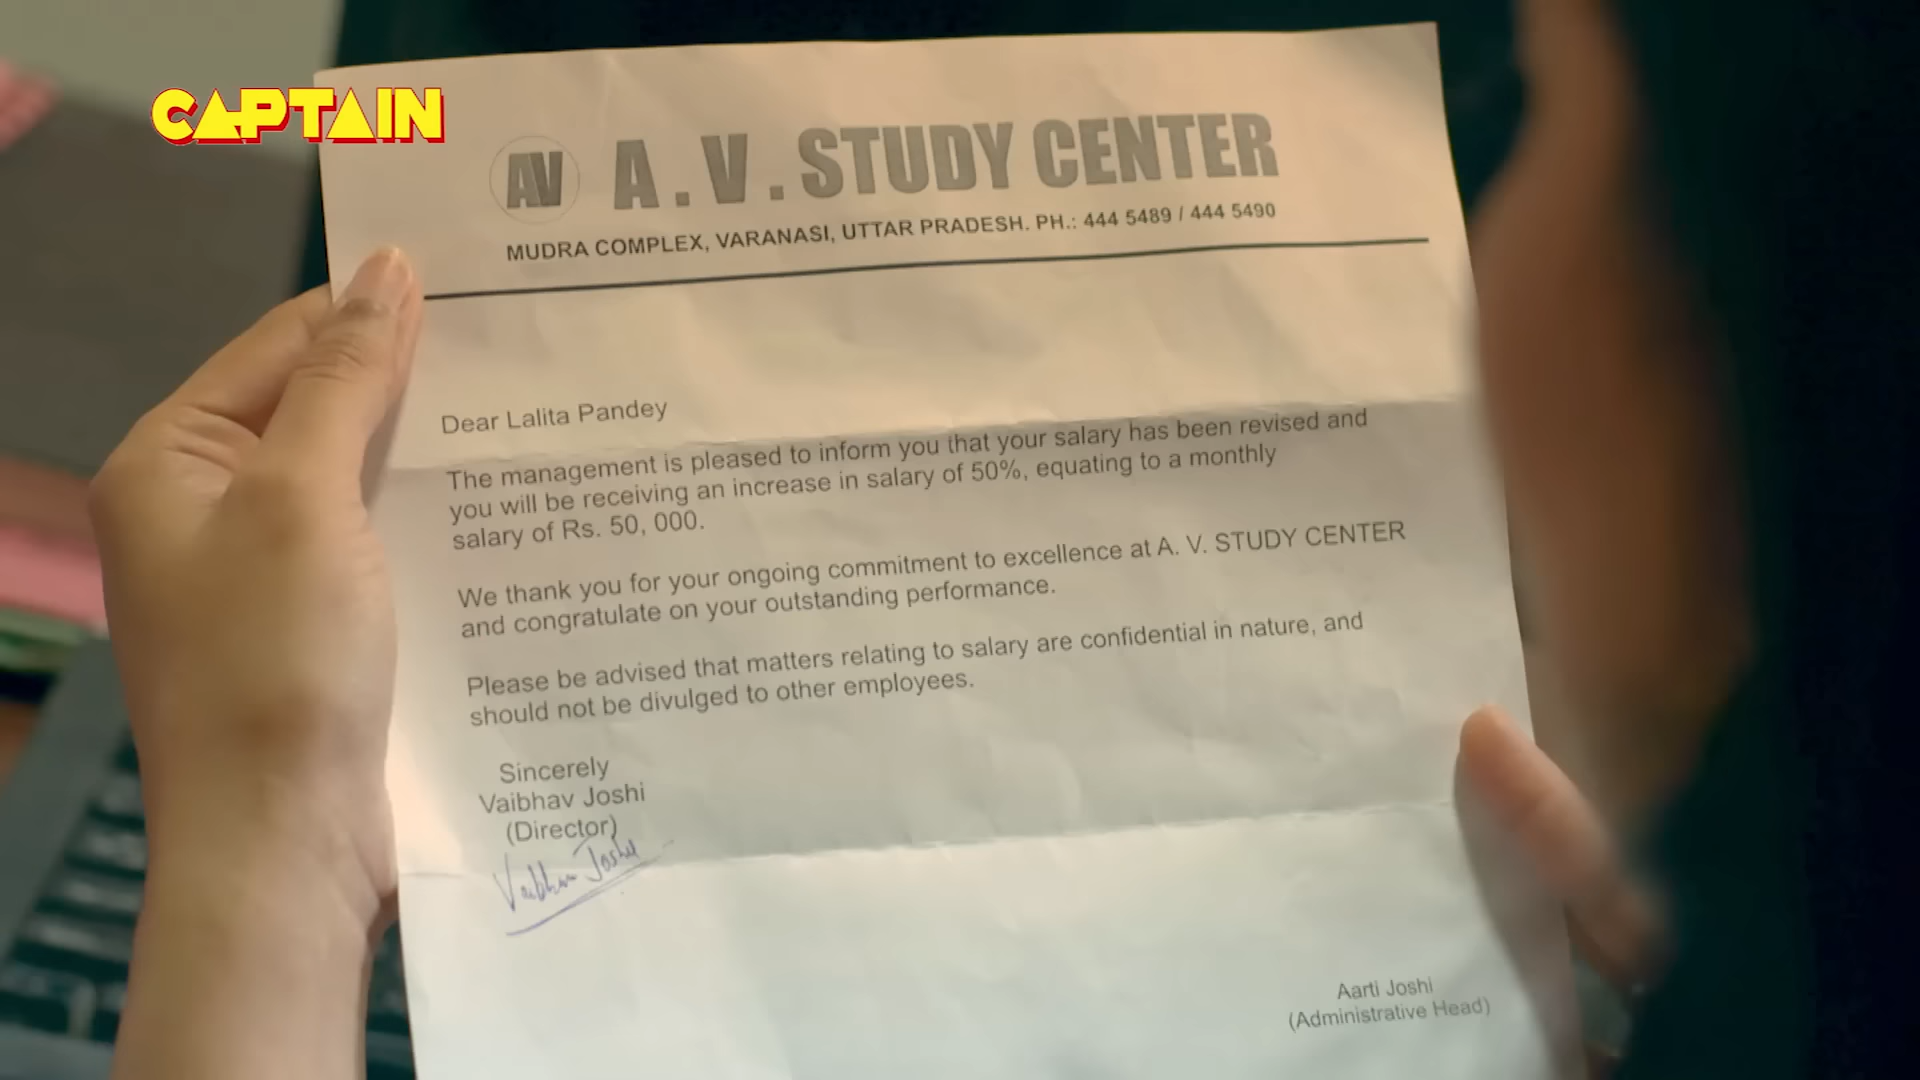 CAPTAIN
AV A. V. STUDY CENTER
MUDRA COMPLEX, VARANASI, UTTAR PRADESH. PH.: 444 5489 / 444 5490
Dear Lalita Pandey
The management is pleased to inform you that your salary has been revised and
you will be receiving an increase in salary of 50%, equating to a monthly
salary of Rs. 50, 000.
We thank you for your ongoing commitment to excellence at A. V. STUDY CENTER
and congratulate on your outstanding performance.
Please be advised that matters relating to salary are confidential in nature, and
should not be divulged to other employees.
Sincerely
Vaibhav Joshi
(Director)
Vaibhav Joshi
Aarti Joshi
(Administrative Head)